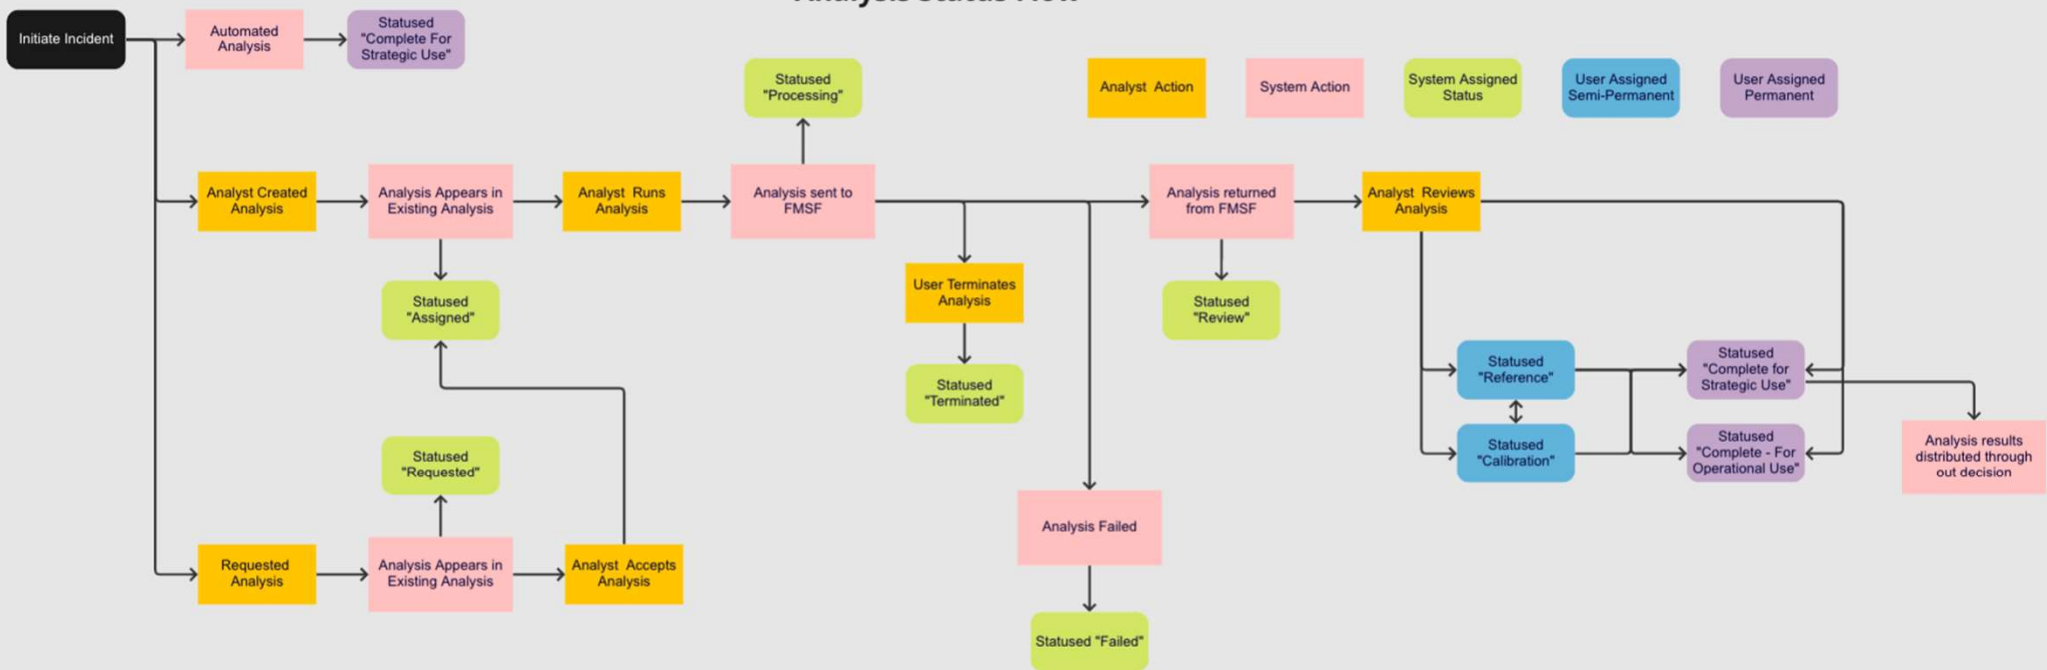 Analysis Status Flow
Initiate Incident
Automated
Analysis
Statused
"Complete For
Strategic Use"
Statused
"Processing"
Analyst Action
System Action
System Assigned
Status
User Assigned
Semi-Permanent
User Assigned
Permanent
Analyst Created
Analysis
Analysis Appears in
Existing Analysis
Analyst Runs
Analysis
Analysis sent to
FMSF
Analysis returned
from FMSF
Analyst Reviews
Analysis
Statused
"Assigned"
User Terminates
Analysis
Statused
"Review"
Statused
"Terminated"
Statused
"Reference"
Statused
"Complete for
Strategic Use"
Statused
"Calibration"
Statused
"Complete - For
Operational Use"
Analysis results
distributed through
out decision
Statused
"Requested"
Analysis Failed
Requested
Analysis
Analysis Appears in
Existing Analysis
Analyst Accepts
Analysis
Statused "Failed"